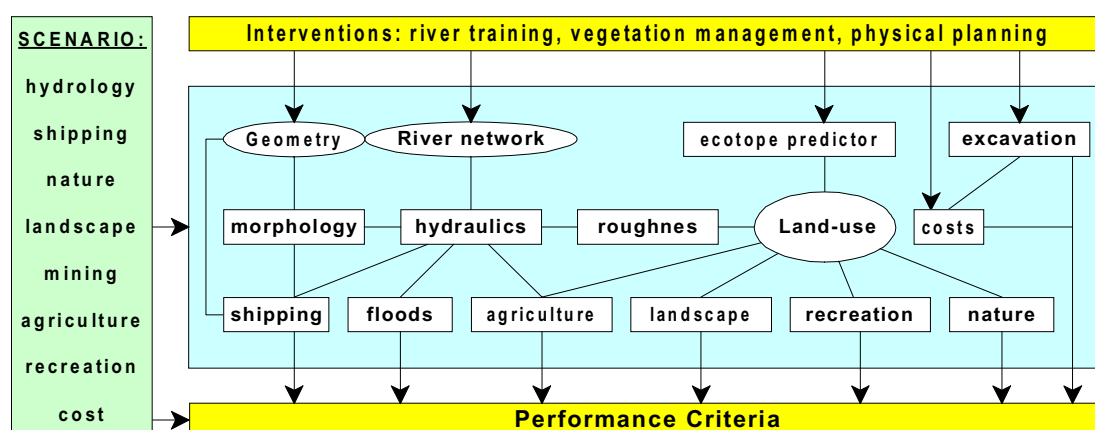 SCENARIO:
hydrology
shipping
nature
landscape
mining
agriculture
recreation
cost
Interventions: river training, vegetation management, physical planning
Geometry
River network
ecotope predictor
excavation
morphology
hydraulics
roughnes
Land-use
costs
shipping
floods
agriculture
landscape
recreation
nature
Performance Criteria